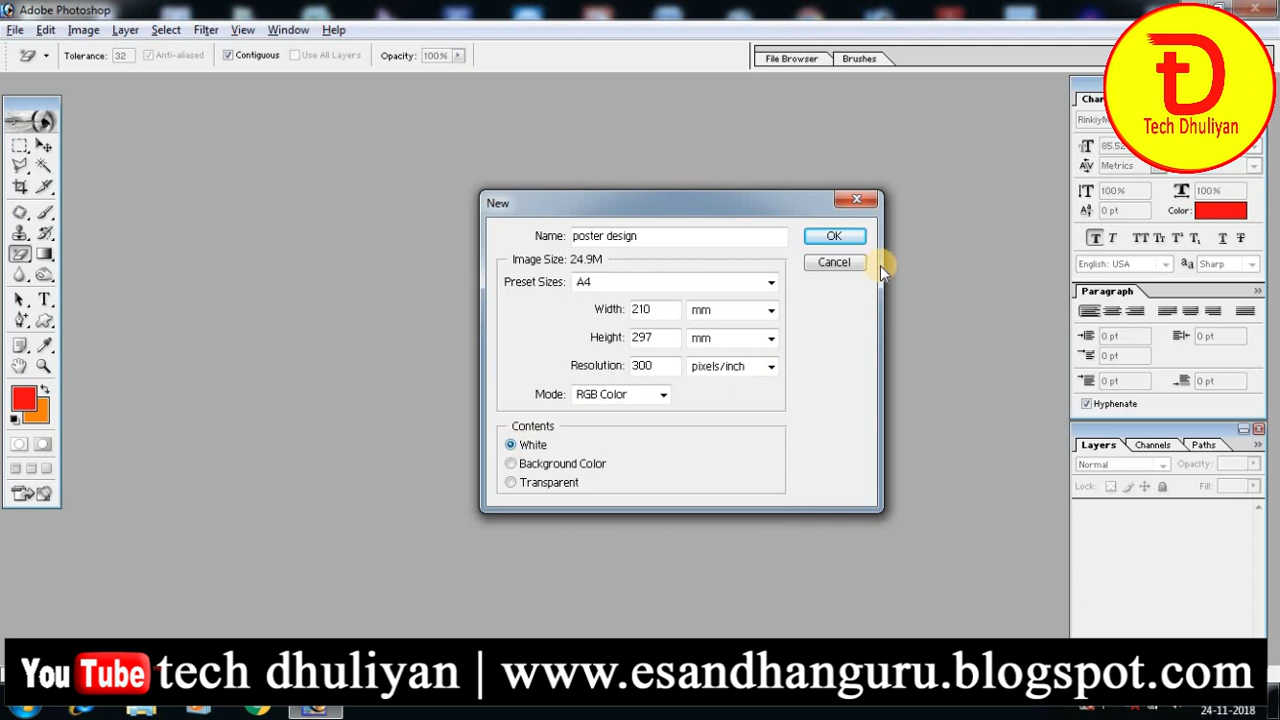 Adobe Photoshop
File Edit Image Layer Select Filter View Window Help
Tolerance: 32 Anti-aliased Contiguous Use All Layers Opacity: 100% File Browser Brushes
Tech Dhuliyan
New
Name: poster design OK
Image Size: 24.9M Cancel
Preset Sizes: A4
Width: 210 mm
Height: 297 mm
Resolution: 300 pixels/inch
Mode: RGB Color
Contents
White
Background Color
Transparent
Metrics
100% 100%
0 pt Color:
T T TT Tr T¹ T₁ T T
English: USA aa Sharp
Paragraph
0 pt 0 pt
0 pt
0 pt 0 pt
Hyphenate
Layers Channels Paths
Normal Opacity:
Lock: Fill:
You Tube tech dhuliyan | www.esandhanguru.blogspot.com
24-11-2018